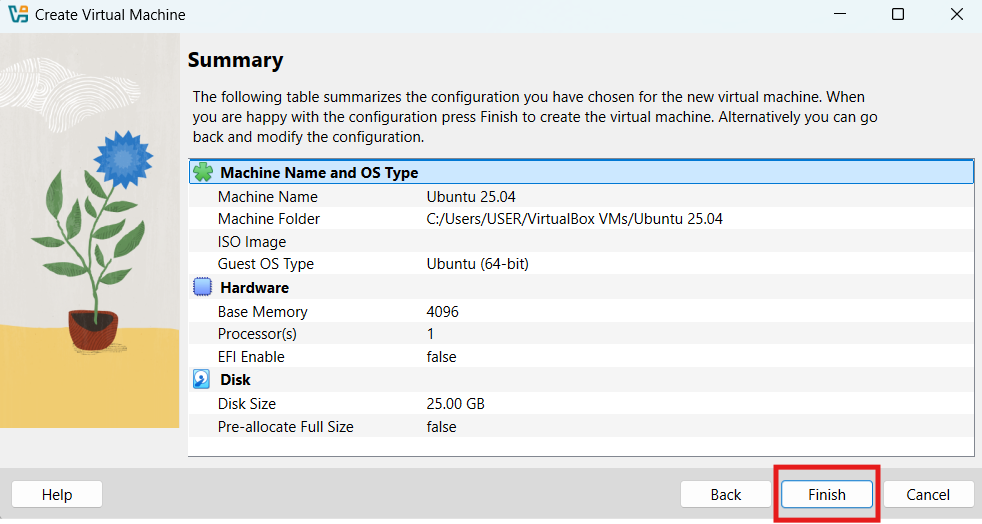 Create Virtual Machine
Summary
The following table summarizes the configuration you have chosen for the new virtual machine. When
you are happy with the configuration press Finish to create the virtual machine. Alternatively you can go
back and modify the configuration.
Machine Name and OS Type
Machine Name Ubuntu 25.04
Machine Folder C:/Users/USER/VirtualBox VMs/Ubuntu 25.04
ISO Image
Guest OS Type Ubuntu (64-bit)
Hardware
Base Memory 4096
Processor(s) 1
EFI Enable false
Disk
Disk Size 25.00 GB
Pre-allocate Full Size false
Help Back Finish Cancel